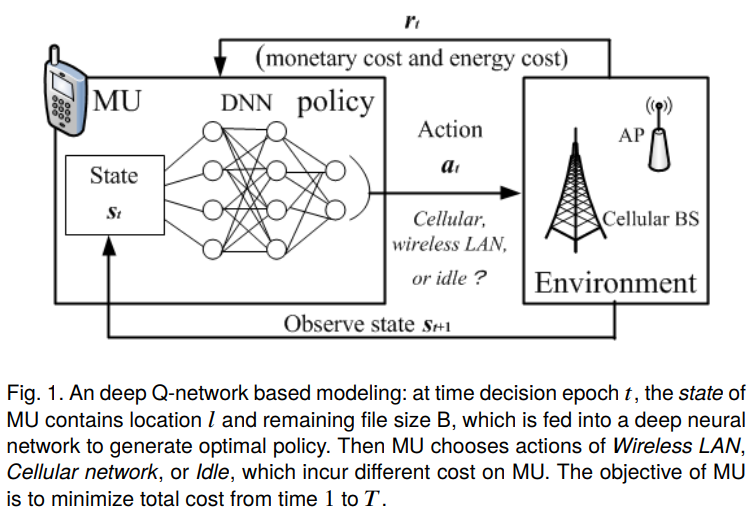 rt
(monetary cost and energy cost)
MU
DNN policy
State
st
Action
at
Cellular,
wireless LAN,
or idle ?
AP
Cellular BS
Environment
Observe state st+1
Fig. 1. An deep Q-network based modeling: at time decision epoch t, the state of
MU contains location l and remaining file size B, which is fed into a deep neural
network to generate optimal policy. Then MU chooses actions of Wireless LAN,
Cellular network, or Idle, which incur different cost on MU. The objective of MU
is to minimize total cost from time 1 to T.